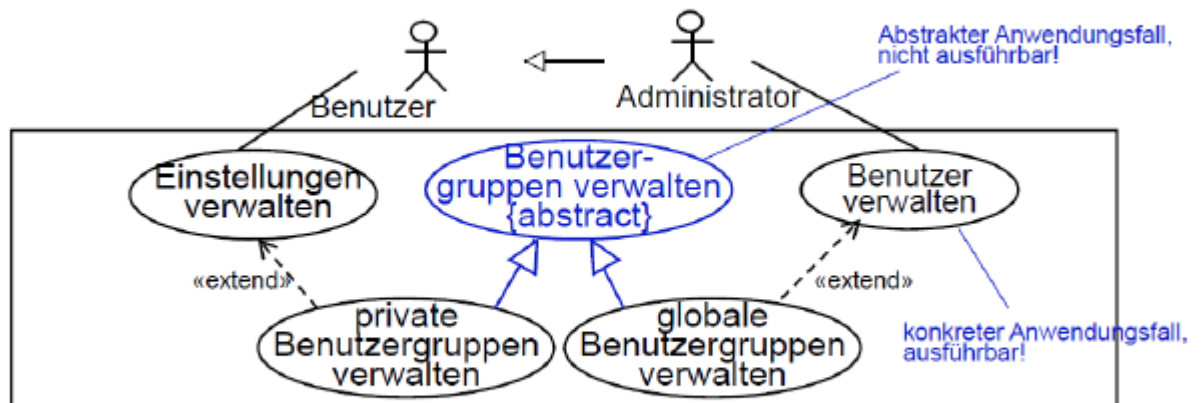 Abstrakter Anwendungsfall,
nicht ausführbar!
Benutzer
Administrator
Einstellungen
verwalten
Benutzer-
gruppen verwalten
{abstract}
Benutzer
verwalten
«extend»
«extend»
private
Benutzergruppen
verwalten
globale
Benutzergruppen
verwalten
konkreter Anwendungsfall,
ausführbar!